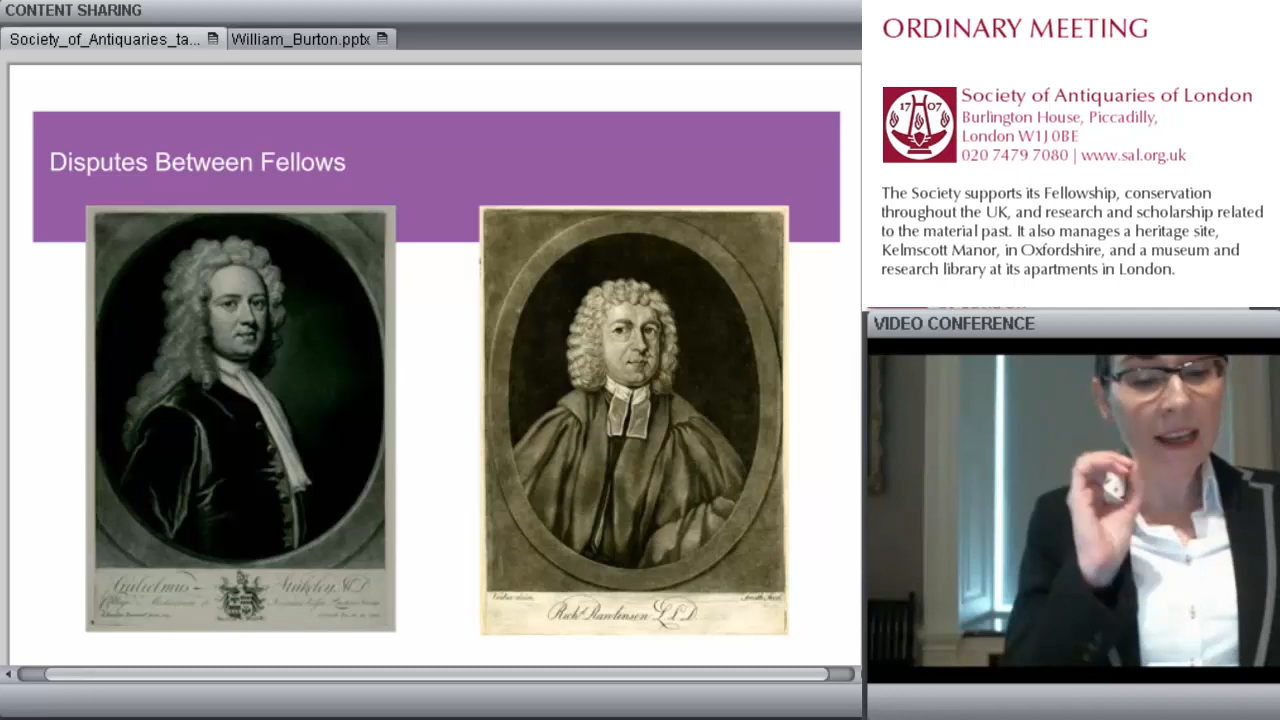 CONTENT SHARING
Society_of_Antiquaries_ta...
William_Burton.pptx
Disputes Between Fellows
Gulielmus Stukeley, M.D.
Richd. Rawlinson L.L.D.
ORDINARY MEETING
1707
Society of Antiquaries of London
Burlington House, Piccadilly,
London W1J 0BE
020 7479 7080 | www.sal.org.uk
The Society supports its Fellowship, conservation
throughout the UK, and research and scholarship related
to the material past. It also manages a heritage site,
Kelmscott Manor, in Oxfordshire, and a museum and
research library at its apartments in London.
VIDEO CONFERENCE